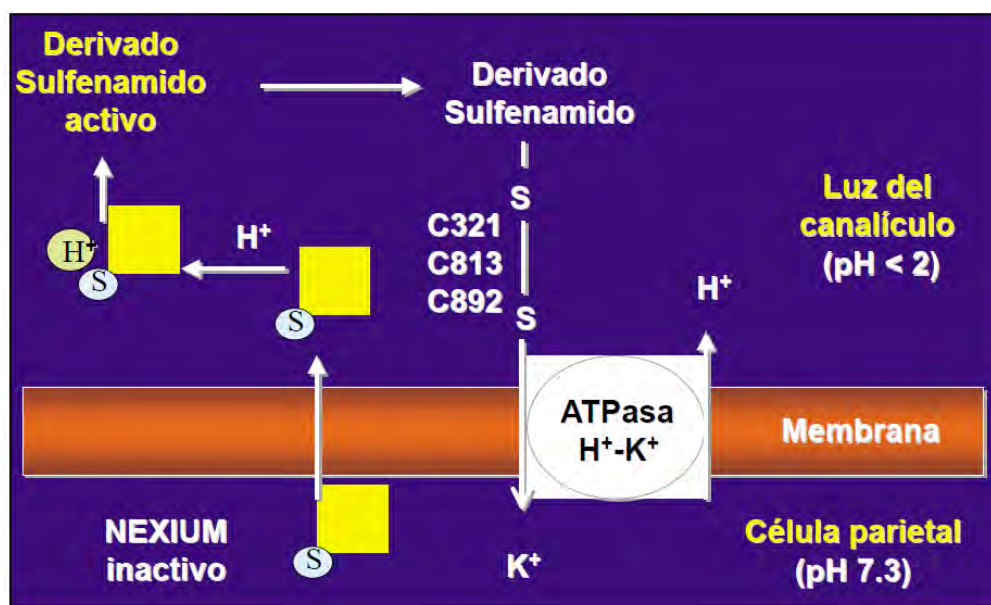 Derivado
Sulfenamido
activo
Derivado
Sulfenamido
S
C321
C813
C892
S
H⁺
S
H⁺
S
Luz del
canalículo
(pH < 2)
H⁺
ATPasa
H⁺-K⁺
Membrana
NEXIUM
inactivo
S
K⁺
Célula parietal
(pH 7.3)